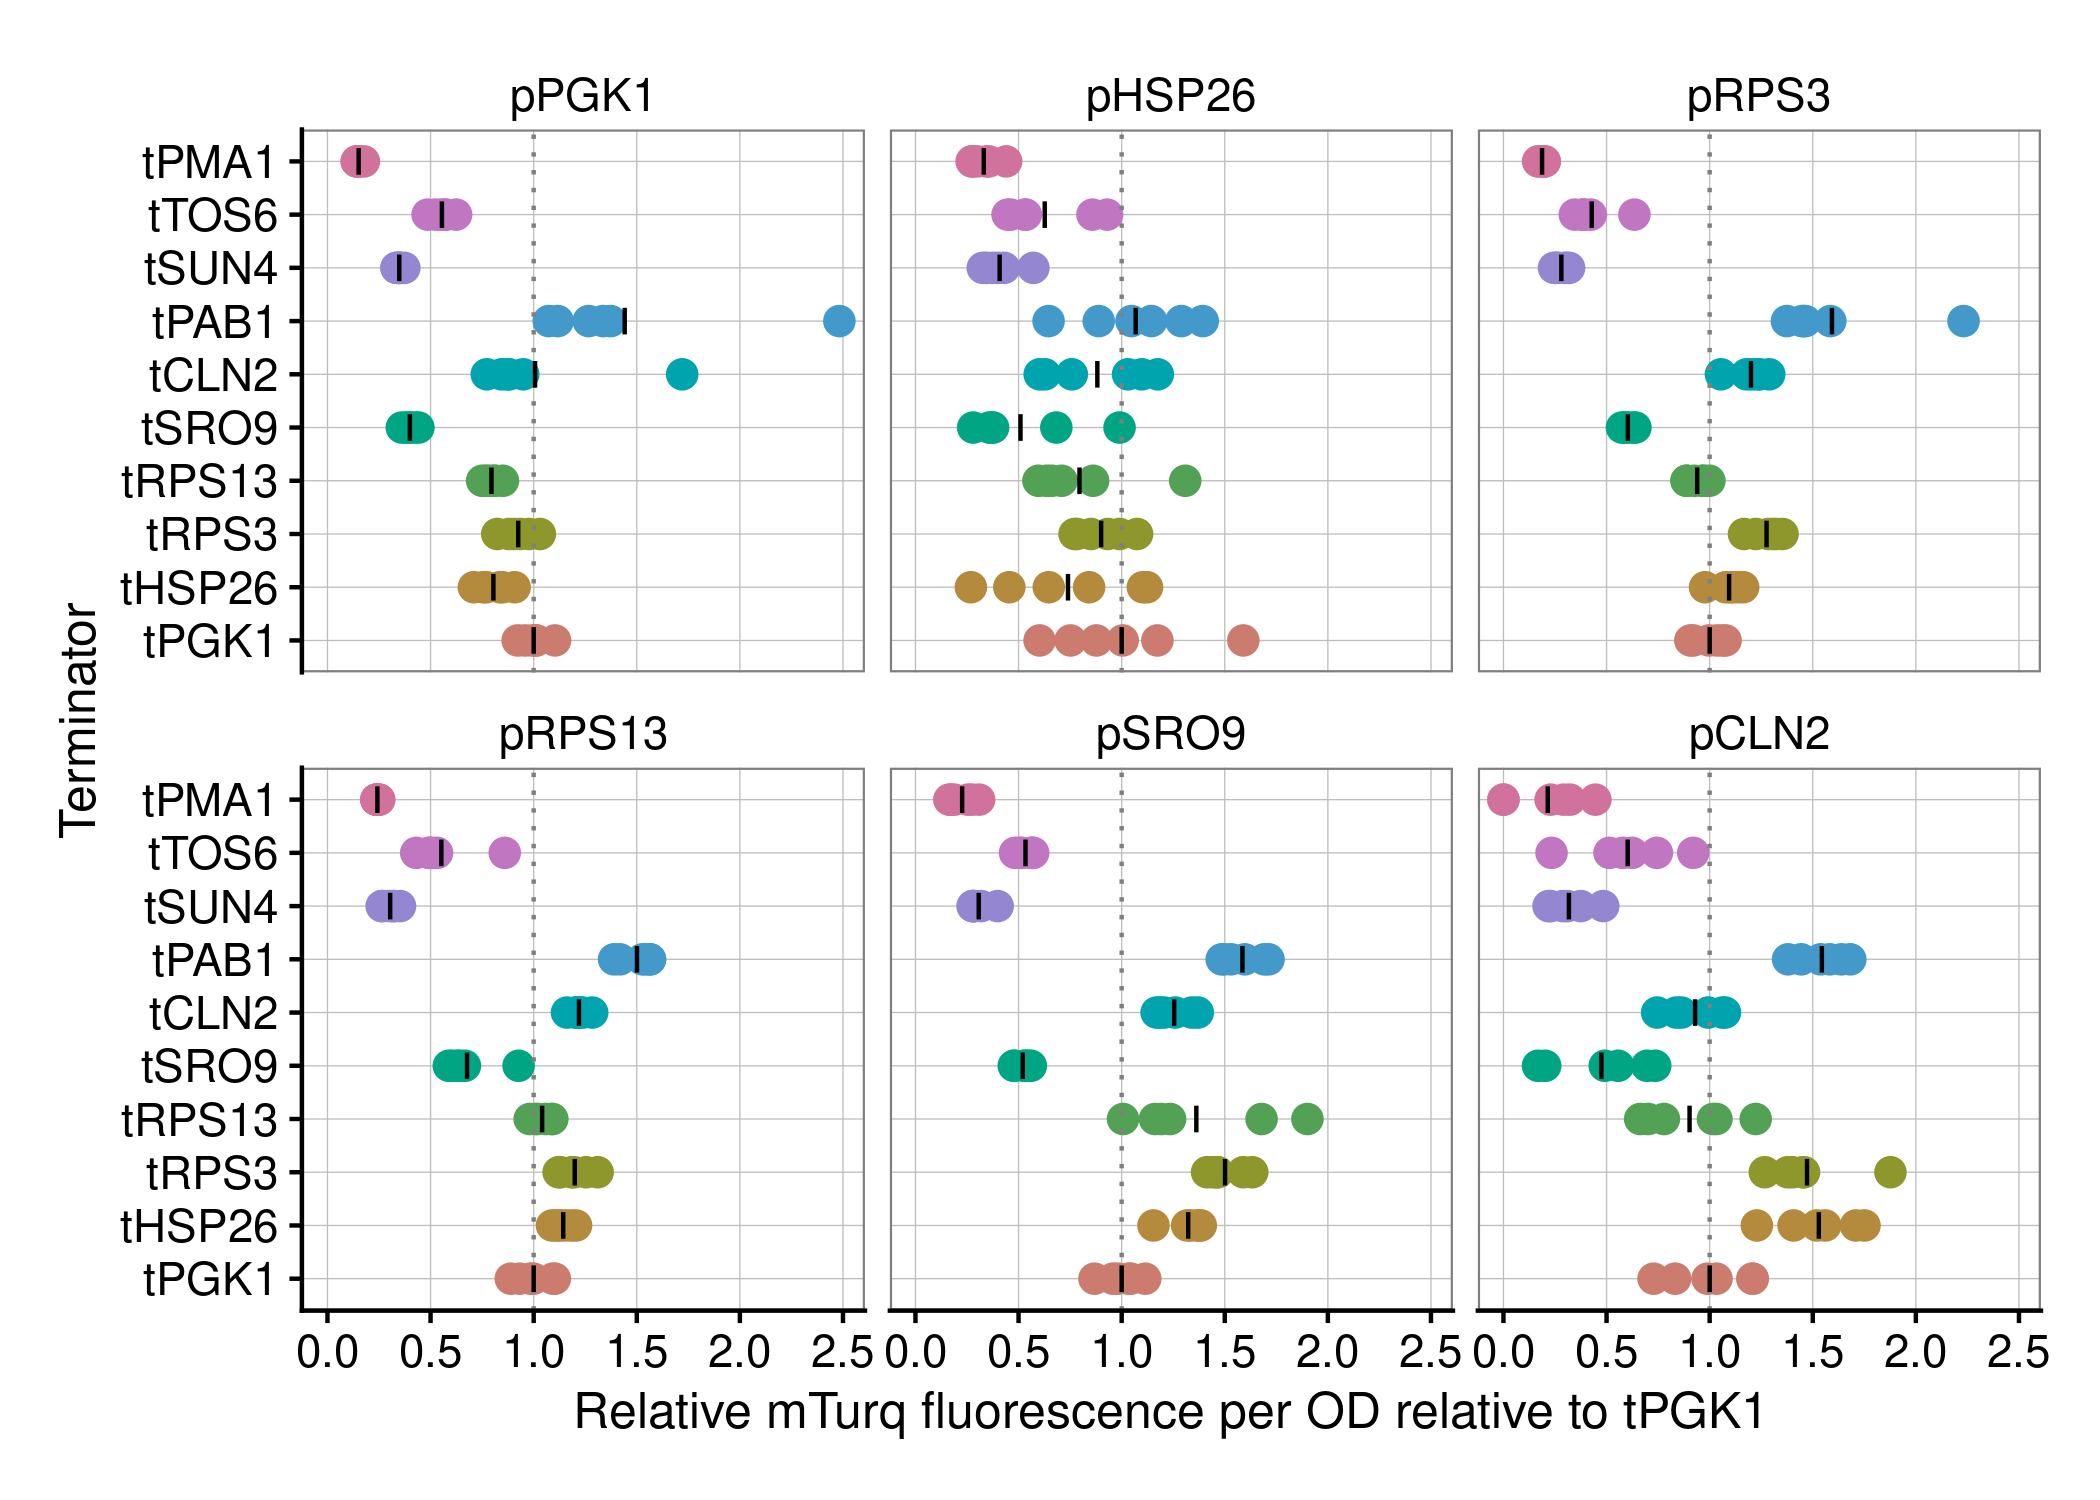 pPGK1 pHSP26 pRPS3
tPMA1
tTOS6
tSUN4
tPAB1
tCLN2
tSRO9
tRPS13
tRPS3
tHSP26
tPGK1
Terminator
pRPS13 pSRO9 pCLN2
tPMA1
tTOS6
tSUN4
tPAB1
tCLN2
tSRO9
tRPS13
tRPS3
tHSP26
tPGK1
0.0 0.5 1.0 1.5 2.0 2.5 0.0 0.5 1.0 1.5 2.0 2.5 0.0 0.5 1.0 1.5 2.0 2.5
Relative mTurq fluorescence per OD relative to tPGK1